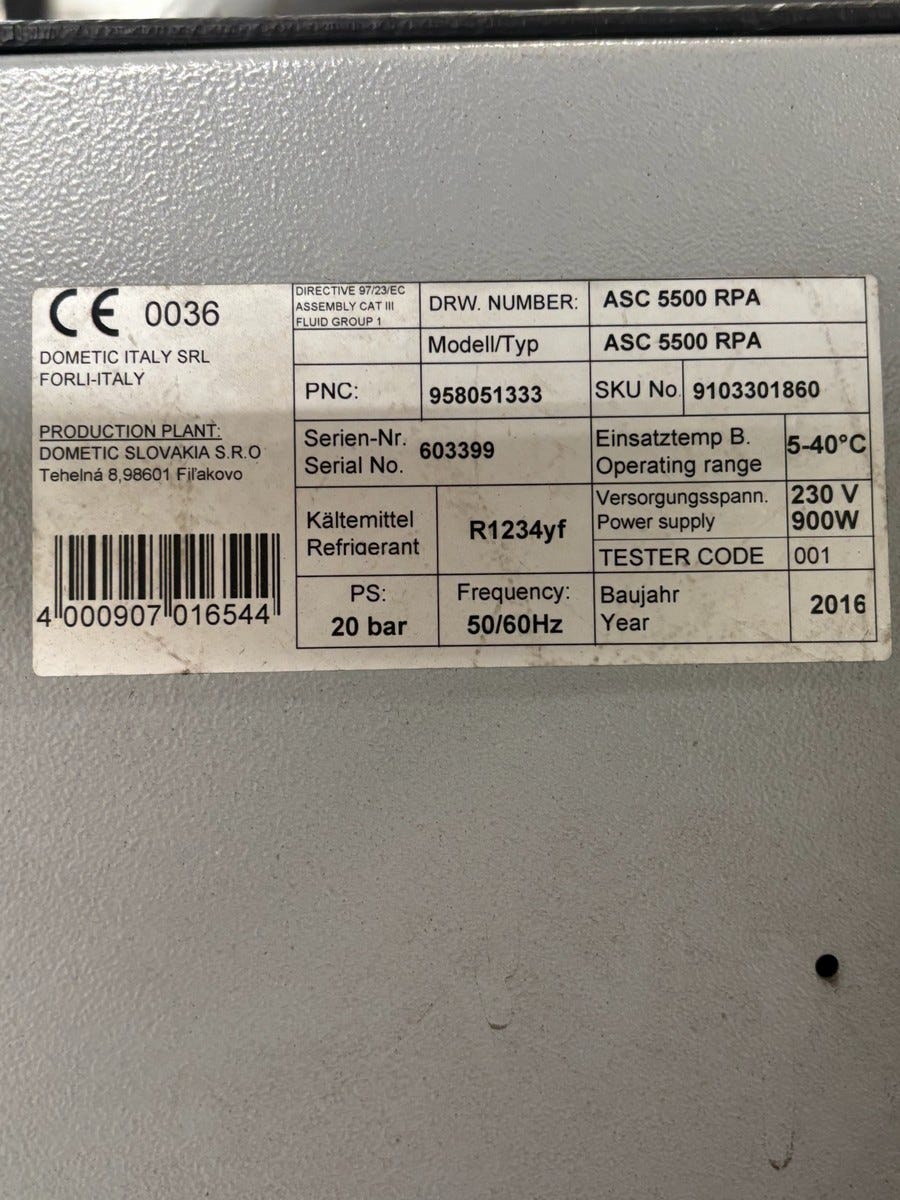 CE 0036
DOMETIC ITALY SRL
FORLI-ITALY
PRODUCTION PLANT:
DOMETIC SLOVAKIA S.R.O
Tehelná 8,98601 Fiľakovo
4 000907 016544
DIRECTIVE 97/23/EC
ASSEMBLY CAT III
FLUID GROUP 1
DRW. NUMBER: ASC 5500 RPA
Modell/Typ ASC 5500 RPA
PNC: 958051333 SKU No. 9103301860
Serien-Nr.
Serial No. 603399
Einsatztemp B.
Operating range 5-40°C
Kältemittel
Refrigerant R1234yf
Versorgungsspann.
Power supply
230 V
900W
TESTER CODE 001
PS:
20 bar
Frequency:
50/60Hz
Baujahr
Year 2016